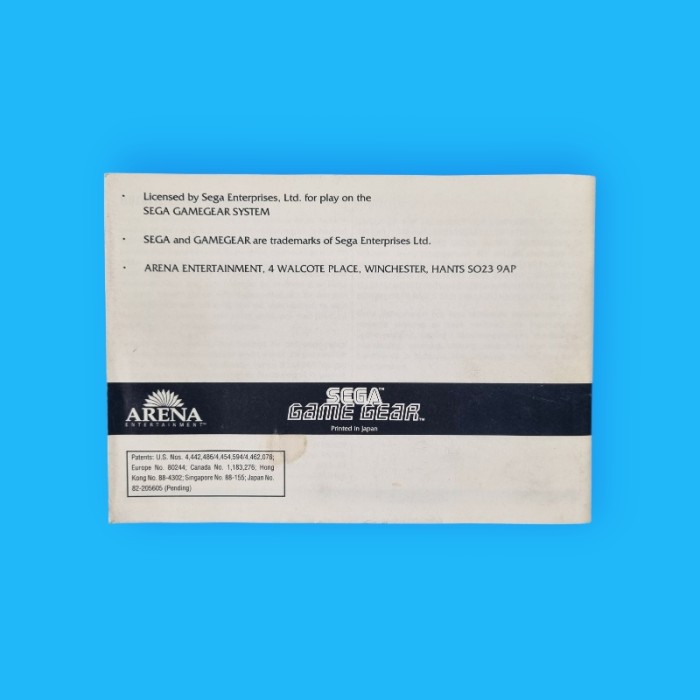 • Licensed by Sega Enterprises, Ltd. for play on the
SEGA GAMEGEAR SYSTEM
• SEGA and GAMEGEAR are trademarks of Sega Enterprises Ltd.
• ARENA ENTERTAINMENT, 4 WALCOTE PLACE, WINCHESTER, HANTS SO23 9AP
ARENA
ENTERTAINMENT™
SEGA™
GAME GEAR™
Printed in Japan
Patents: U.S. Nos. 4,442,486/4,454,594/4,462,076;
Europe No. 80244; Canada No. 1,183,276; Hong
Kong No. 88-4302; Singapore No. 88-155; Japan No.
82-205605 (Pending)